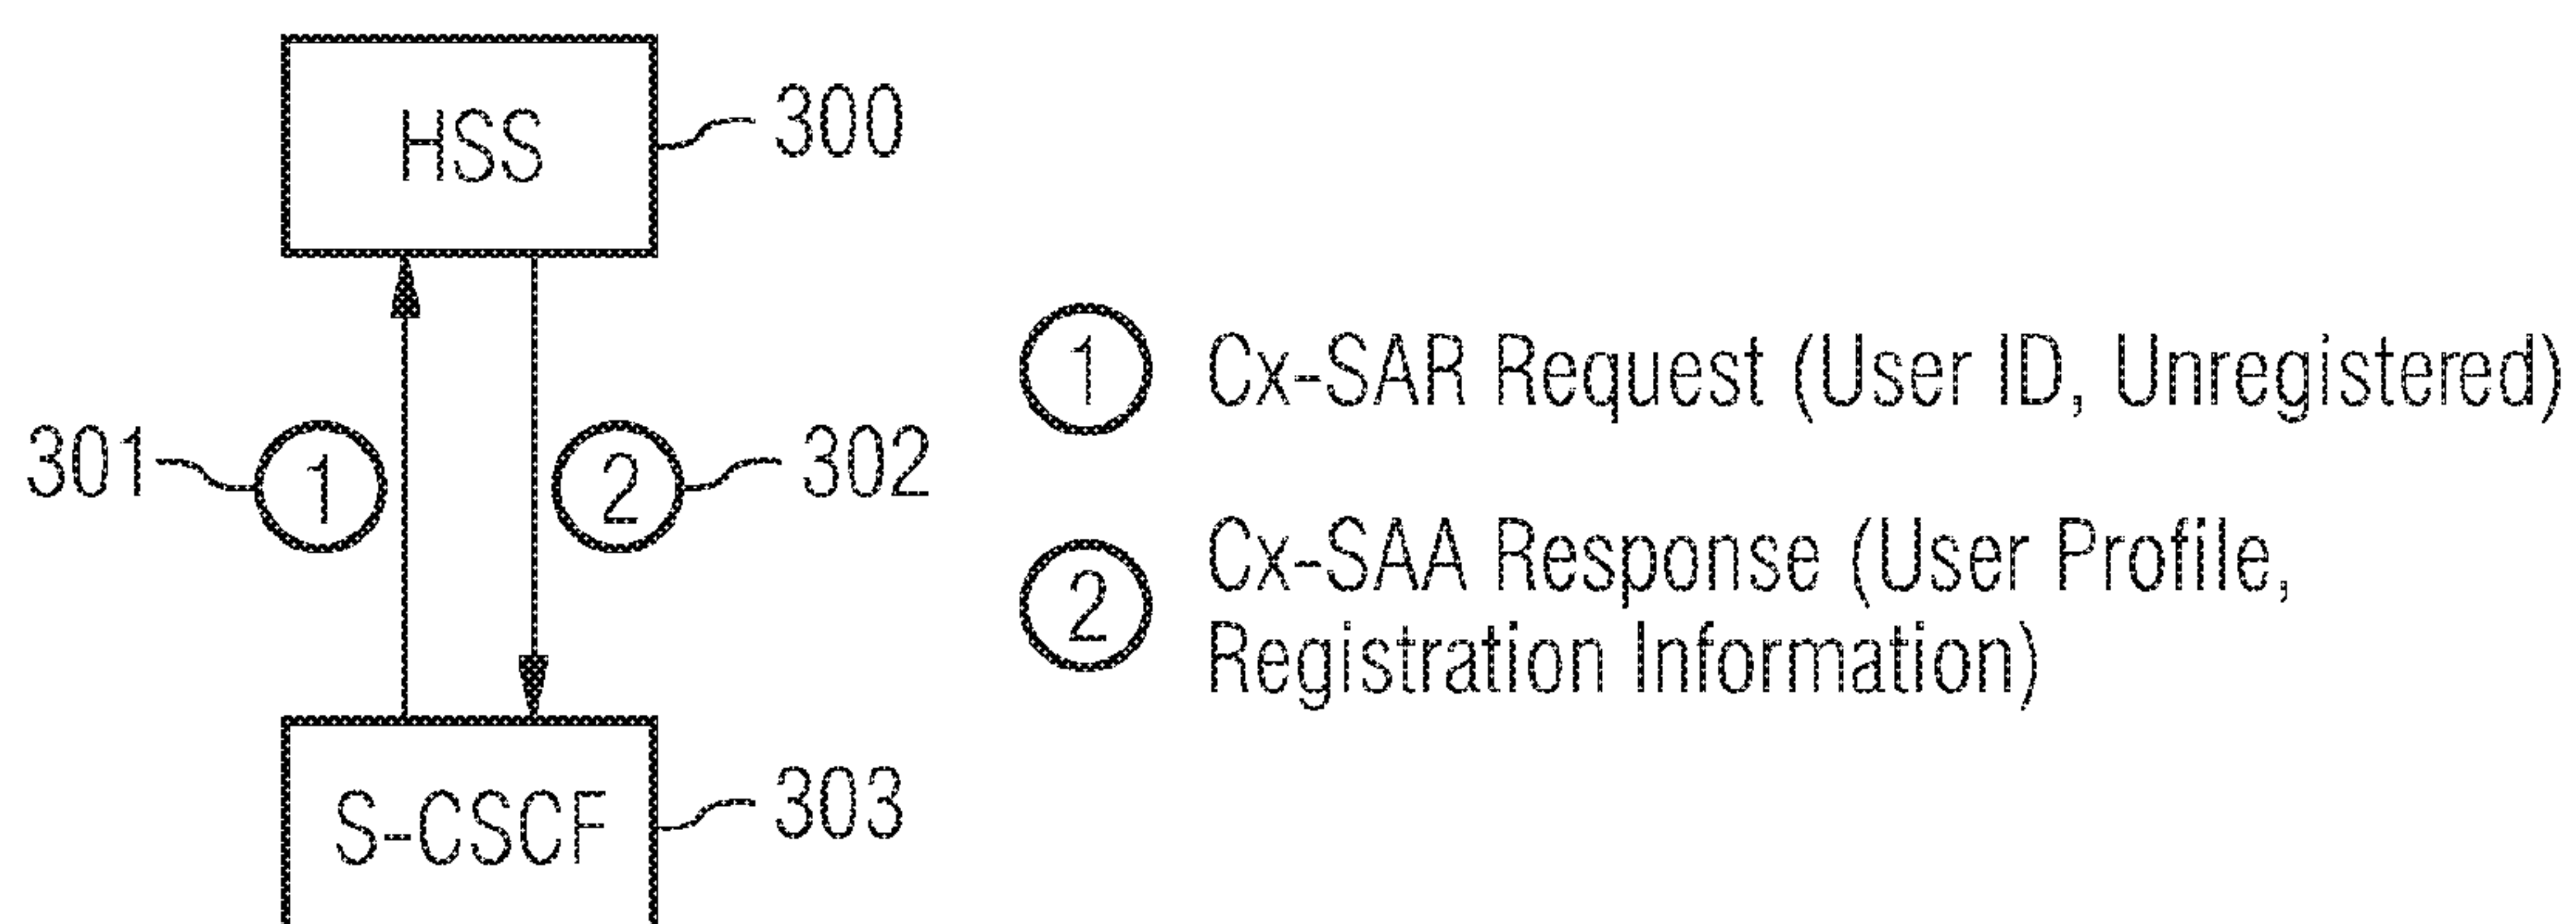 HSS
300
301
1
2
302
S-CSCF
303
1 Cx-SAR Request (User ID, Unregistered)
2 Cx-SAA Response (User Profile,
Registration Information)